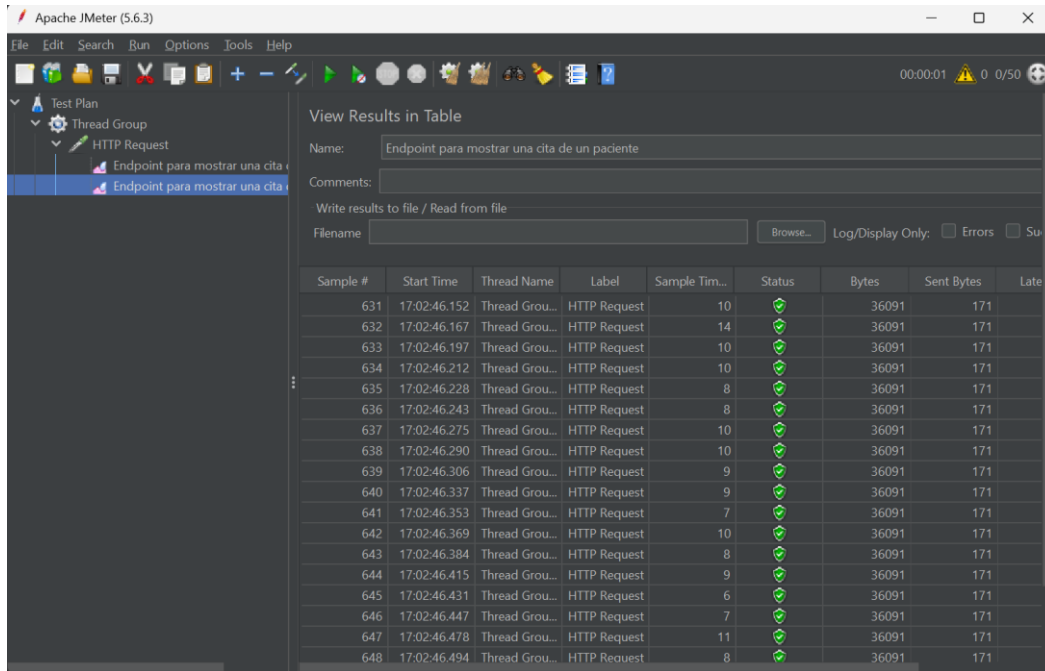 Apache JMeter (5.6.3)
File Edit Search Run Options Tools Help
00:00:01 0 0/50
Test Plan
Thread Group
HTTP Request
Endpoint para mostrar una cita
Endpoint para mostrar una cita
View Results in Table
Name: Endpoint para mostrar una cita de un paciente
Comments:
Write results to file / Read from file
Filename Browse... Log/Display Only: Errors Su
Sample # Start Time Thread Name Label Sample Tim... Status Bytes Sent Bytes Late
631 17:02:46.152 Thread Grou... HTTP Request 10 36091 171
632 17:02:46.167 Thread Grou... HTTP Request 14 36091 171
633 17:02:46.197 Thread Grou... HTTP Request 10 36091 171
634 17:02:46.212 Thread Grou... HTTP Request 10 36091 171
635 17:02:46.228 Thread Grou... HTTP Request 8 36091 171
636 17:02:46.243 Thread Grou... HTTP Request 8 36091 171
637 17:02:46.275 Thread Grou... HTTP Request 10 36091 171
638 17:02:46.290 Thread Grou... HTTP Request 10 36091 171
639 17:02:46.306 Thread Grou... HTTP Request 9 36091 171
640 17:02:46.337 Thread Grou... HTTP Request 9 36091 171
641 17:02:46.353 Thread Grou... HTTP Request 7 36091 171
642 17:02:46.369 Thread Grou... HTTP Request 10 36091 171
643 17:02:46.384 Thread Grou... HTTP Request 8 36091 171
644 17:02:46.415 Thread Grou... HTTP Request 9 36091 171
645 17:02:46.431 Thread Grou... HTTP Request 6 36091 171
646 17:02:46.447 Thread Grou... HTTP Request 7 36091 171
647 17:02:46.478 Thread Grou... HTTP Request 11 36091 171
648 17:02:46.494 Thread Grou... HTTP Request 8 36091 171